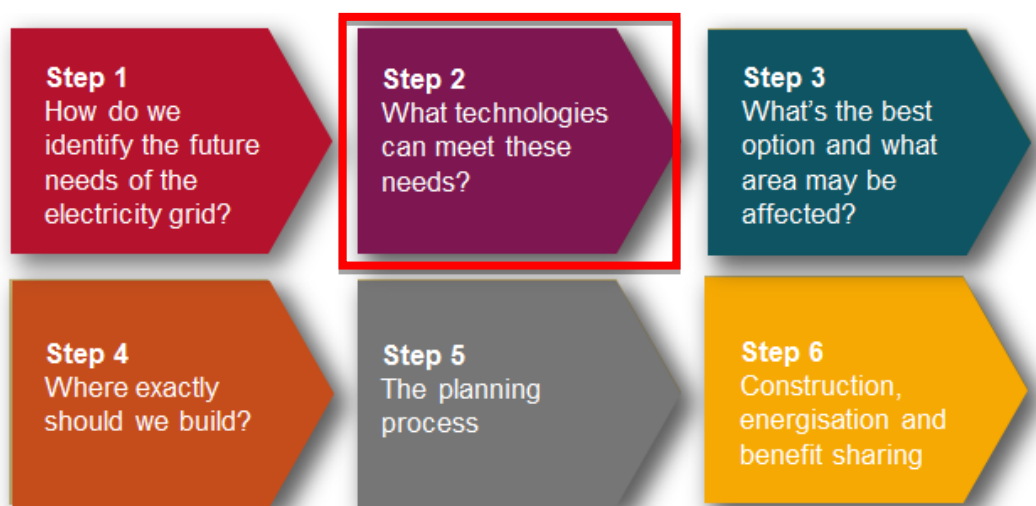 Step 1
How do we
identify the future
needs of the
electricity grid?
Step 2
What technologies
can meet these
needs?
Step 3
What's the best
option and what
area may be
affected?
Step 4
Where exactly
should we build?
Step 5
The planning
process
Step 6
Construction,
energisation and
benefit sharing